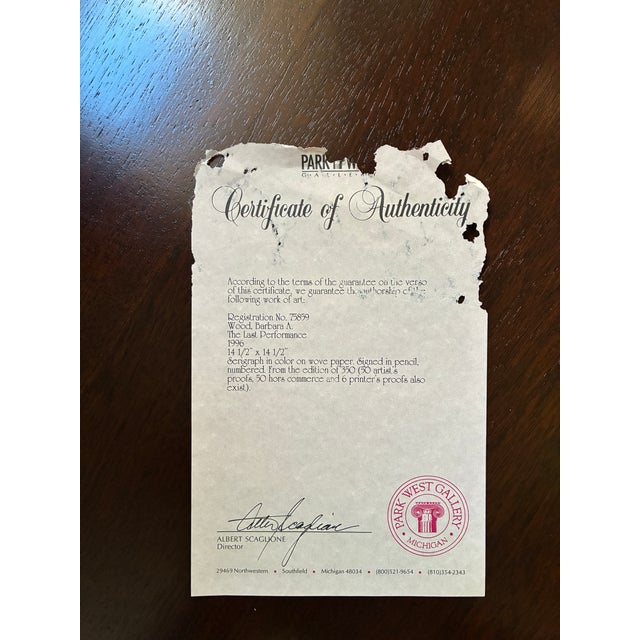 PARK W
GALLE
Certificate of Authenticity
According to the terms of the guarantee on the verso
of this certificate, we guarantee the authorship of the
following work of art:
Registration No. 75859
Wood, Barbara A.
The Last Performance
1996
14 1/2" x 14 1/2"
Serigraph in color on wove paper. Signed in pencil,
numbered. From the edition of 350 (50 artist's
proofs, 50 hors commerce and 6 printer's proofs also
exist).
ALBERT SCAGLIONE
Director
PARK WEST GALLERY
• MICHIGAN •
29469 Northwestern • Southfield • Michigan 48034 • (800)521-9654 • (810)354-2343